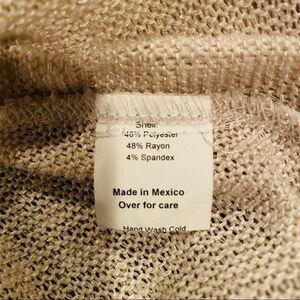 Shell:
48% Polyester
48% Rayon
4% Spandex
Made in Mexico
Over for care
Hand Wash Cold